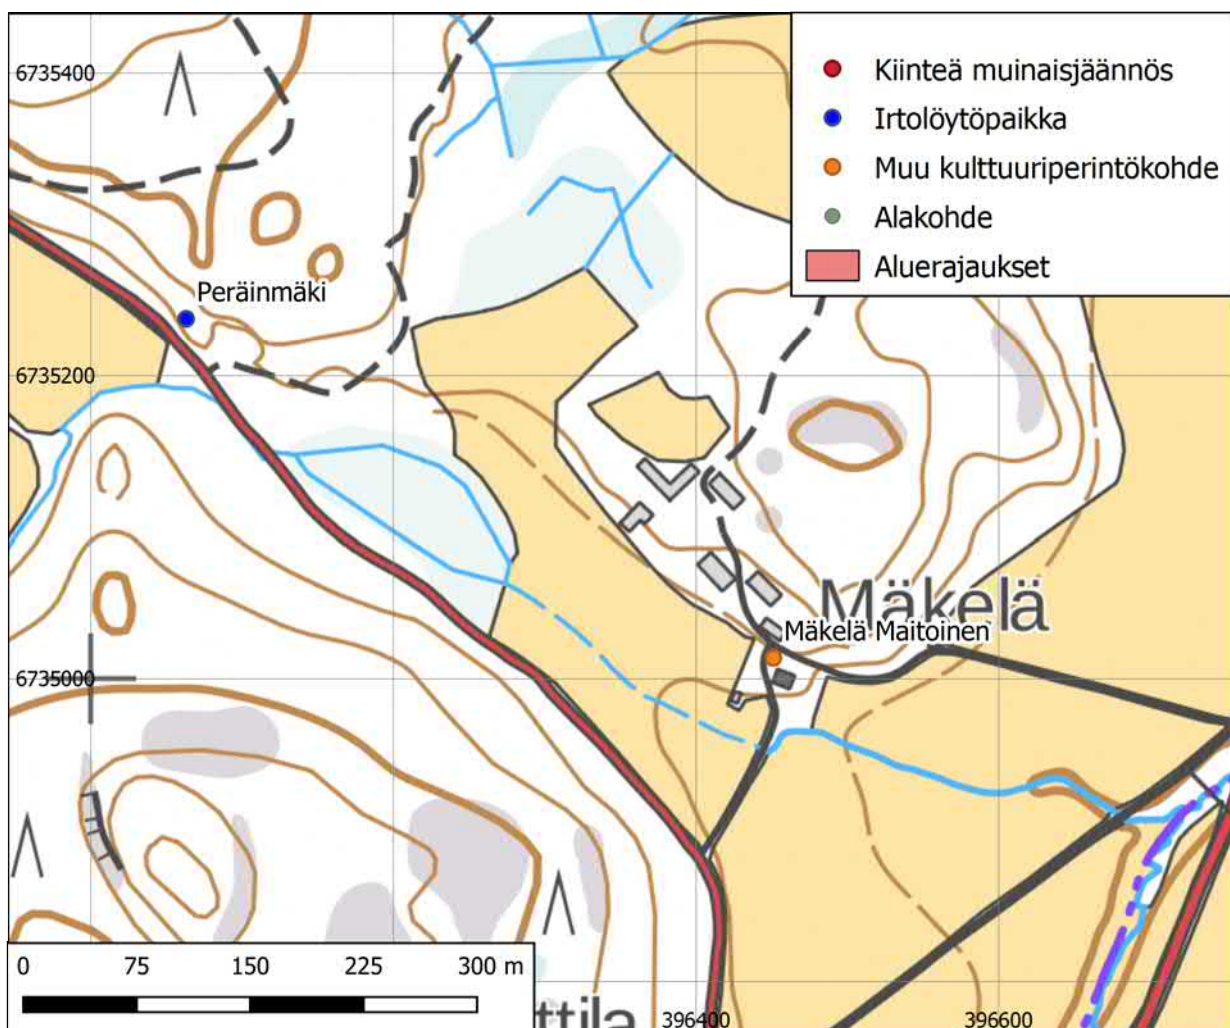 6735400
Kiinteä muinaisjäännös
Irtolöytöpaikka
Muu kulttuuriperintökohde
Alakohde
Aluerajaukset
Peräinmäki
6735200
Mäkelä
Mäkelä Maitoinen
6735000
0 75 150 225 300 m
ttila
396400 396600